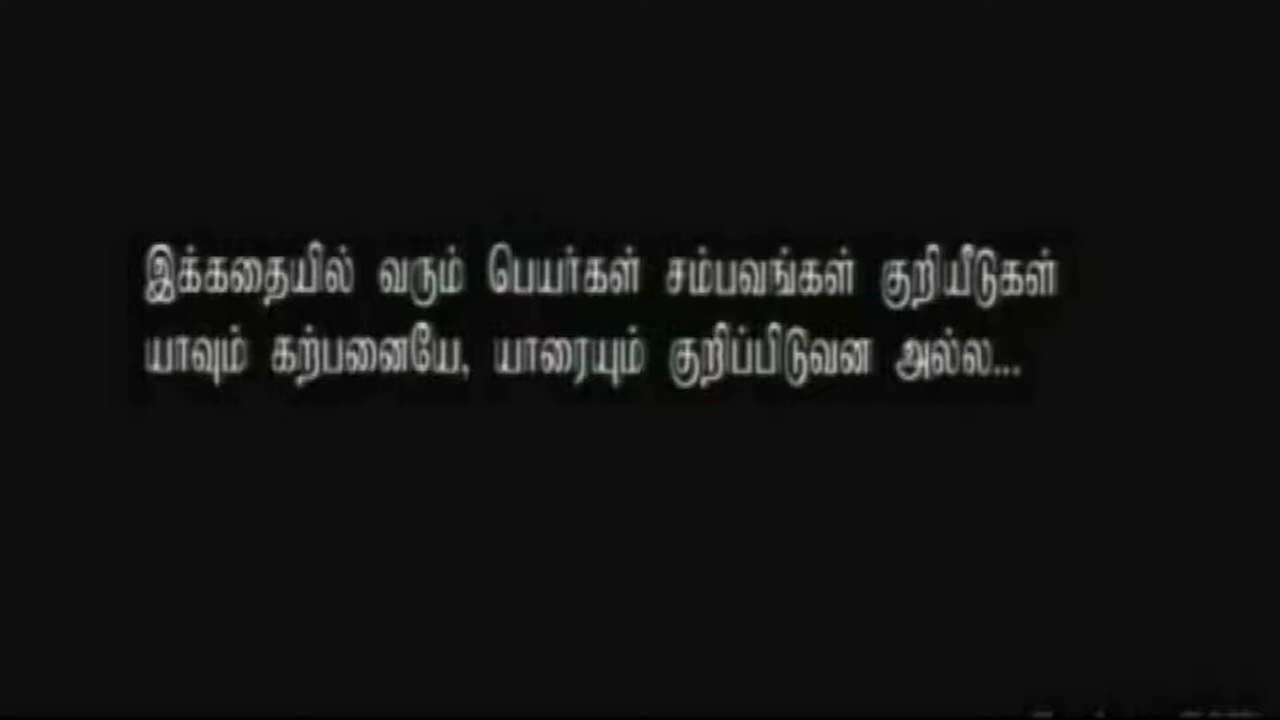 இக்கதையில் வரும் பெயர்கள் சம்பவங்கள் குறியீடுகள்
யாவும் கற்பனையே, யாரையும் குறிப்பிடுவன அல்ல...